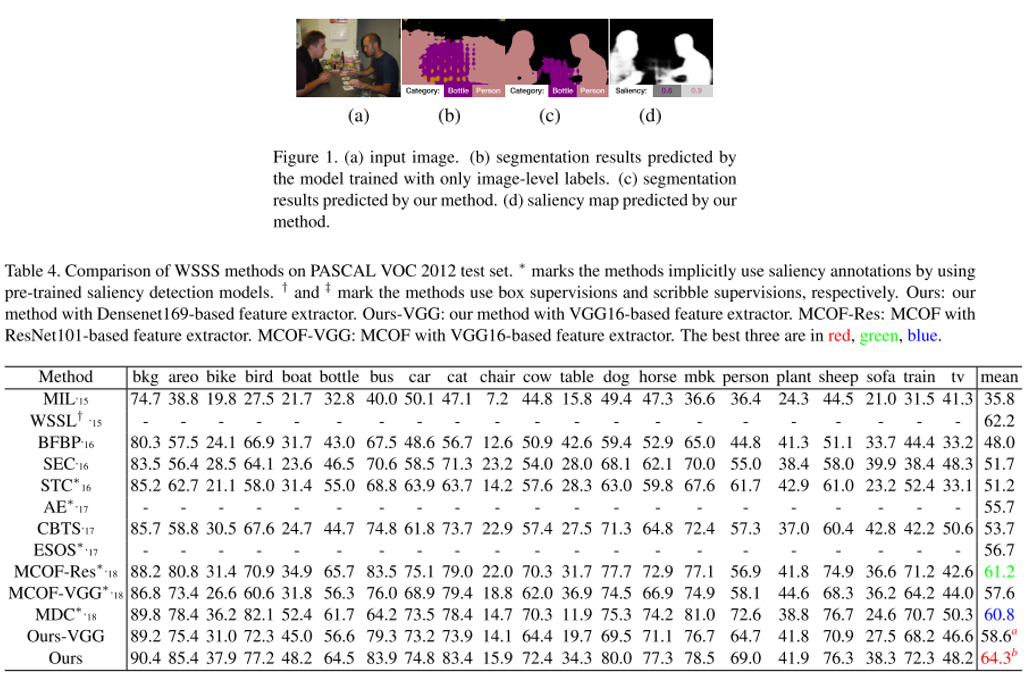 Category: Bottle Person Category: Bottle Person Saliency: 0.6 0.9
(a) (b) (c) (d)
Figure 1. (a) input image. (b) segmentation results predicted by
the model trained with only image-level labels. (c) segmentation
results predicted by our method. (d) saliency map predicted by our
method.
Table 4. Comparison of WSSS methods on PASCAL VOC 2012 test set. * marks the methods implicitly use saliency annotations by using
pre-trained saliency detection models. † and ‡ mark the methods use box supervisions and scribble supervisions, respectively. Ours: our
method with Densenet169-based feature extractor. Ours-VGG: our method with VGG16-based feature extractor. MCOF-Res: MCOF with
ResNet101-based feature extractor. MCOF-VGG: MCOF with VGG16-based feature extractor. The best three are in red, green, blue.
Method bkg areo bike bird boat bottle bus car cat chair cow table dog horse mbk person plant sheep sofa train tv mean
MIL'15 74.7 38.8 19.8 27.5 21.7 32.8 40.0 50.1 47.1 7.2 44.8 15.8 49.4 47.3 36.6 36.4 24.3 44.5 21.0 31.5 41.3 35.8
WSSL† '15 - - - - - - - - - - - - - - - - - - - - - 62.2
BFBP'16 80.3 57.5 24.1 66.9 31.7 43.0 67.5 48.6 56.7 12.6 50.9 42.6 59.4 52.9 65.0 44.8 41.3 51.1 33.7 44.4 33.2 48.0
SEC'16 83.5 56.4 28.5 64.1 23.6 46.5 70.6 58.5 71.3 23.2 54.0 28.0 68.1 62.1 70.0 55.0 38.4 58.0 39.9 38.4 48.3 51.7
STC* '16 85.2 62.7 21.1 58.0 31.4 55.0 68.8 63.9 63.7 14.2 57.6 28.3 63.0 59.8 67.6 61.7 42.9 61.0 23.2 52.4 33.1 51.2
AE*'17 - - - - - - - - - - - - - - - - - - - - - 55.7
CBTS'17 85.7 58.8 30.5 67.6 24.7 44.7 74.8 61.8 73.7 22.9 57.4 27.5 71.3 64.8 72.4 57.3 37.0 60.4 42.8 42.2 50.6 53.7
ESOS*'17 - - - - - - - - - - - - - - - - - - - - - 56.7
MCOF-Res*'18 88.2 80.8 31.4 70.9 34.9 65.7 83.5 75.1 79.0 22.0 70.3 31.7 77.7 72.9 77.1 56.9 41.8 74.9 36.6 71.2 42.6 61.2
MCOF-VGG*'18 86.8 73.4 26.6 60.6 31.8 56.3 76.0 68.9 79.4 18.8 62.0 36.9 74.5 66.9 74.9 58.1 44.6 68.3 36.2 64.2 44.0 57.6
MDC*'18 89.8 78.4 36.2 82.1 52.4 61.7 64.2 73.5 78.4 14.7 70.3 11.9 75.3 74.2 81.0 72.6 38.8 76.7 24.6 70.7 50.3 60.8
Ours-VGG 89.2 75.4 31.0 72.3 45.0 56.6 79.3 73.2 73.9 14.1 64.4 19.7 69.5 71.1 76.7 64.7 41.8 70.9 27.5 68.2 46.6 58.6a
Ours 90.4 85.4 37.9 77.2 48.2 64.5 83.9 74.8 83.4 15.9 72.4 34.3 80.0 77.3 78.5 69.0 41.9 76.3 38.3 72.3 48.2 64.3b